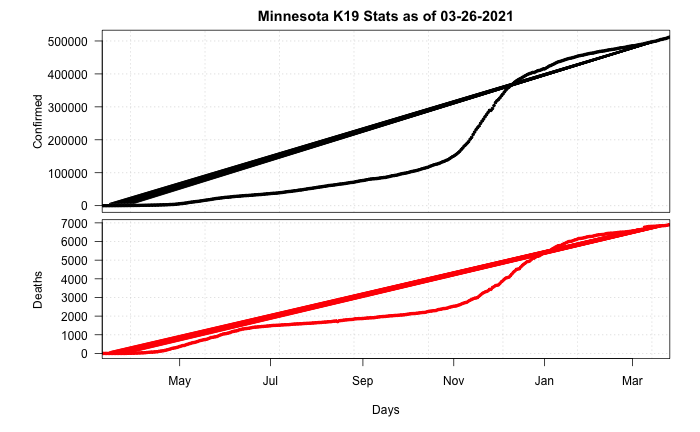 Minnesota K19 Stats as of 03-26-2021
Confirmed
500000
400000
300000
200000
100000
0
Deaths
7000
6000
5000
4000
3000
2000
1000
0
May Jul Sep Nov Jan Mar
Days